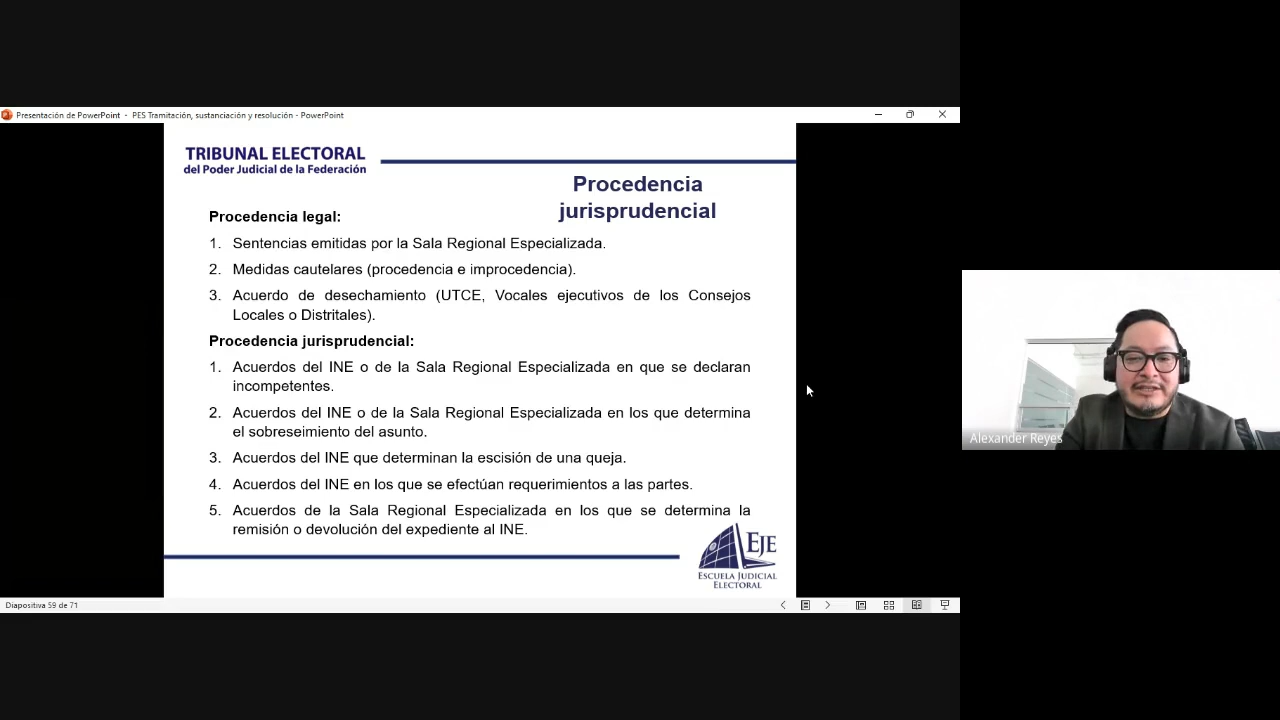 Presentación de PowerPoint - PES Tramitación, sustanciación y resolución - PowerPoint
TRIBUNAL ELECTORAL
del Poder Judicial de la Federación
Procedencia
jurisprudencial
Procedencia legal:
1. Sentencias emitidas por la Sala Regional Especializada.
2. Medidas cautelares (procedencia e improcedencia).
3. Acuerdo de desechamiento (UTCE, Vocales ejecutivos de los Consejos
Locales o Distritales).
Procedencia jurisprudencial:
1. Acuerdos del INE o de la Sala Regional Especializada en que se declaran
incompetentes.
2. Acuerdos del INE o de la Sala Regional Especializada en los que determina
el sobreseimiento del asunto.
3. Acuerdos del INE que determinan la escisión de una queja.
4. Acuerdos del INE en los que se efectúan requerimientos a las partes.
5. Acuerdos de la Sala Regional Especializada en los que se determina la
remisión o devolución del expediente al INE.
EJE
ESCUELA JUDICIAL
ELECTORAL
Diapositiva 59 de 71
Alexander Reyes